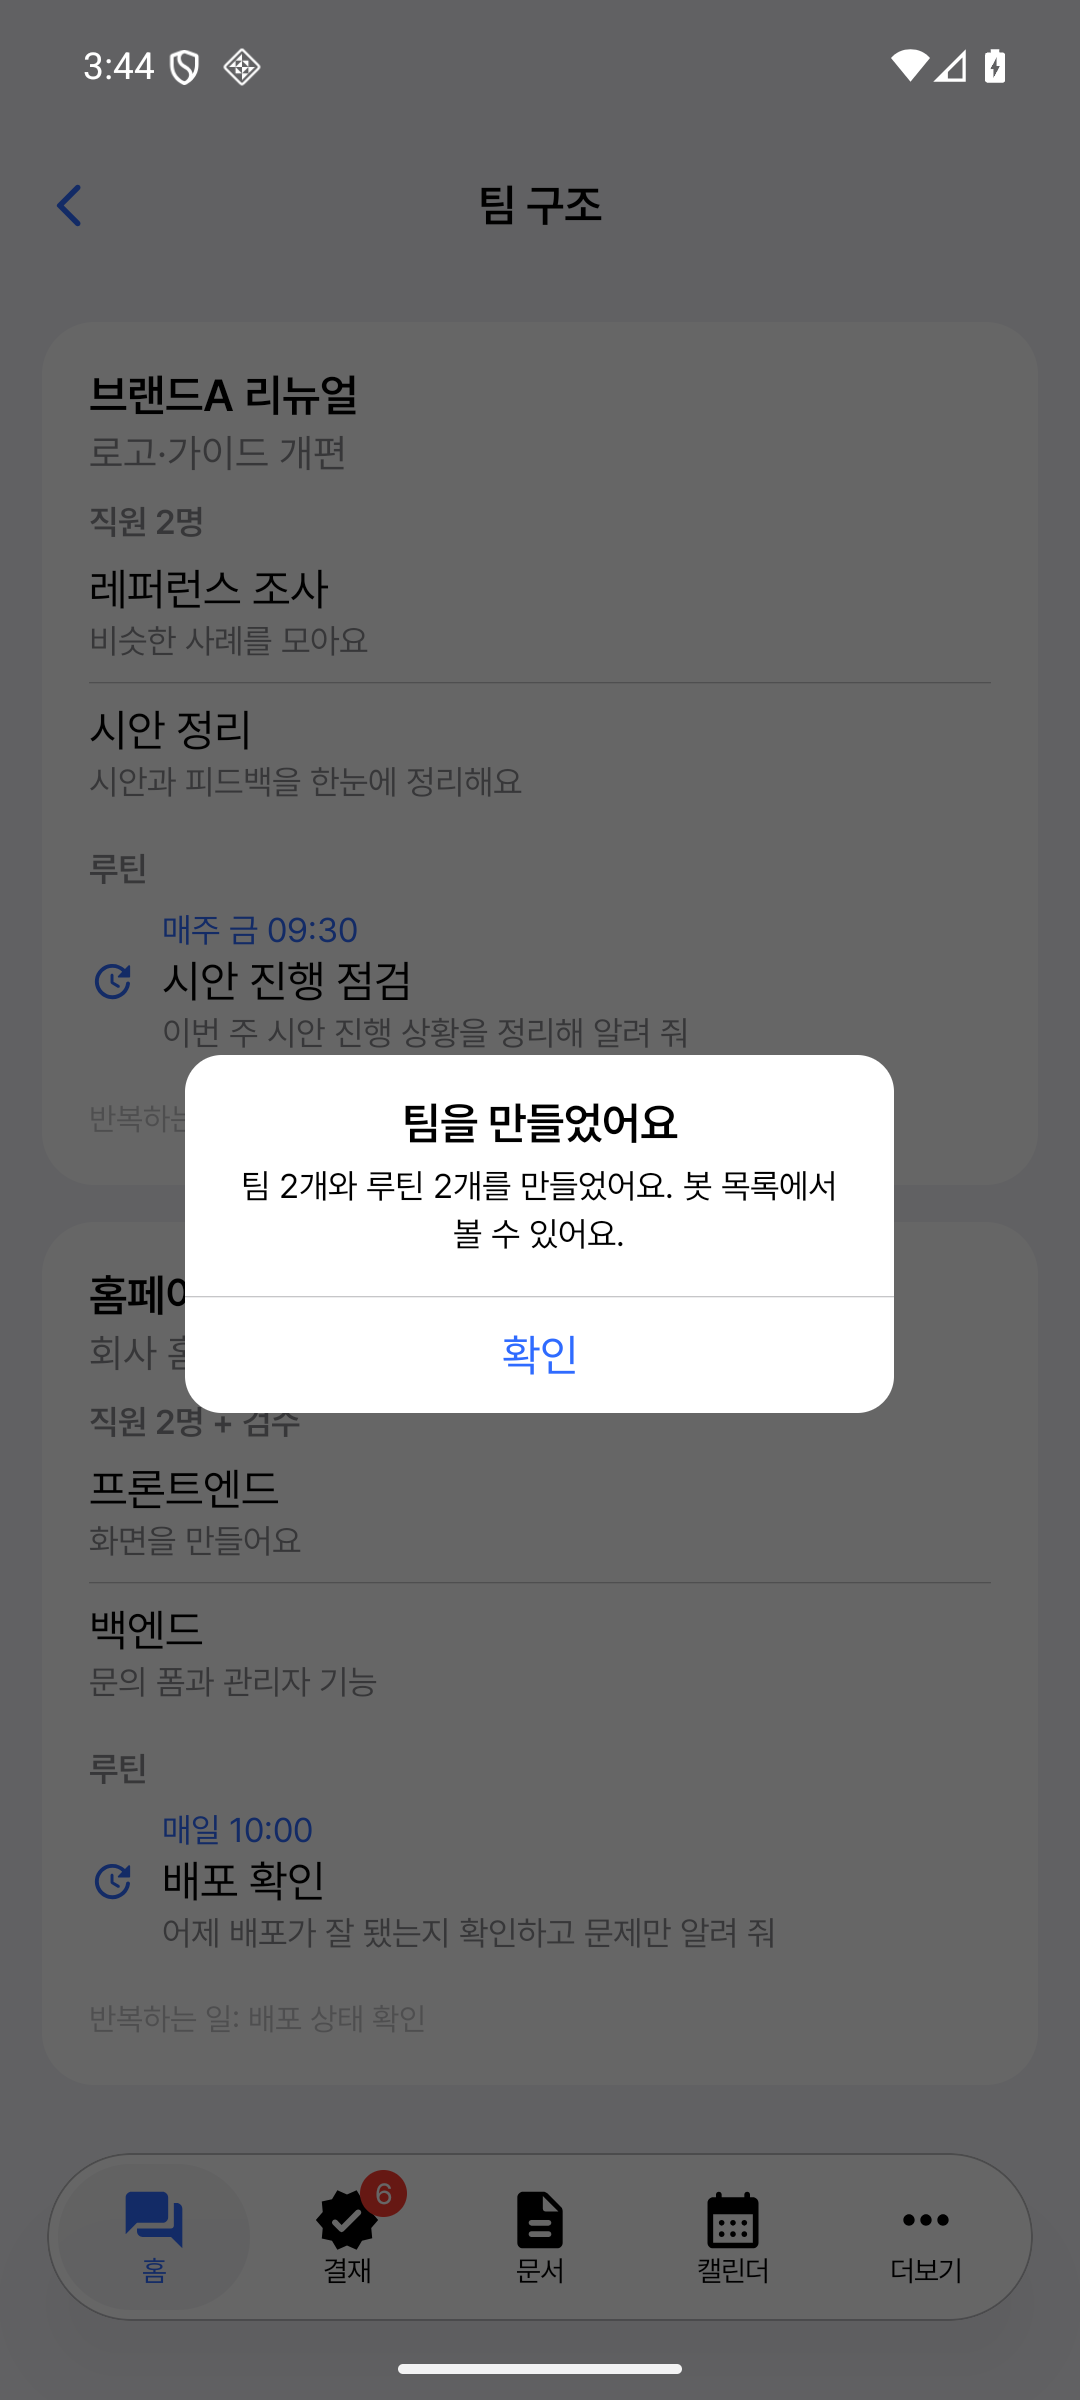 3:44
팀 구조
브랜드A 리뉴얼
로고·가이드 개편
직원 2명
레퍼런스 조사
비슷한 사례를 모아요
시안 정리
시안과 피드백을 한눈에 정리해요
루틴
매주 금 09:30
시안 진행 점검
이번 주 시안 진행 상황을 정리해 알려 줘
반복하는
팀을 만들었어요
팀 2개와 루틴 2개를 만들었어요. 봇 목록에서
볼 수 있어요.
확인
회사
직원 2명 + 검수
프론트엔드
화면을 만들어요
백엔드
문의 폼과 관리자 기능
루틴
매일 10:00
배포 확인
어제 배포가 잘 됐는지 확인하고 문제만 알려 줘
반복하는 일: 배포 상태 확인
6
홈
결재
문서
캘린더
더보기